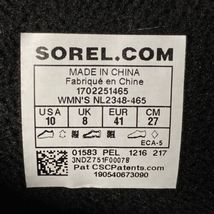 SOREL.COM
MADE IN CHINA
Fabriqué en Chine
1702251465
WMN'S NL2348-465
USA UK EUR CM
10 8 41 27
ECA-5
01583 PEL 1216 217
3NDZ751F00078
Pat CSCPatents.com
190540673090